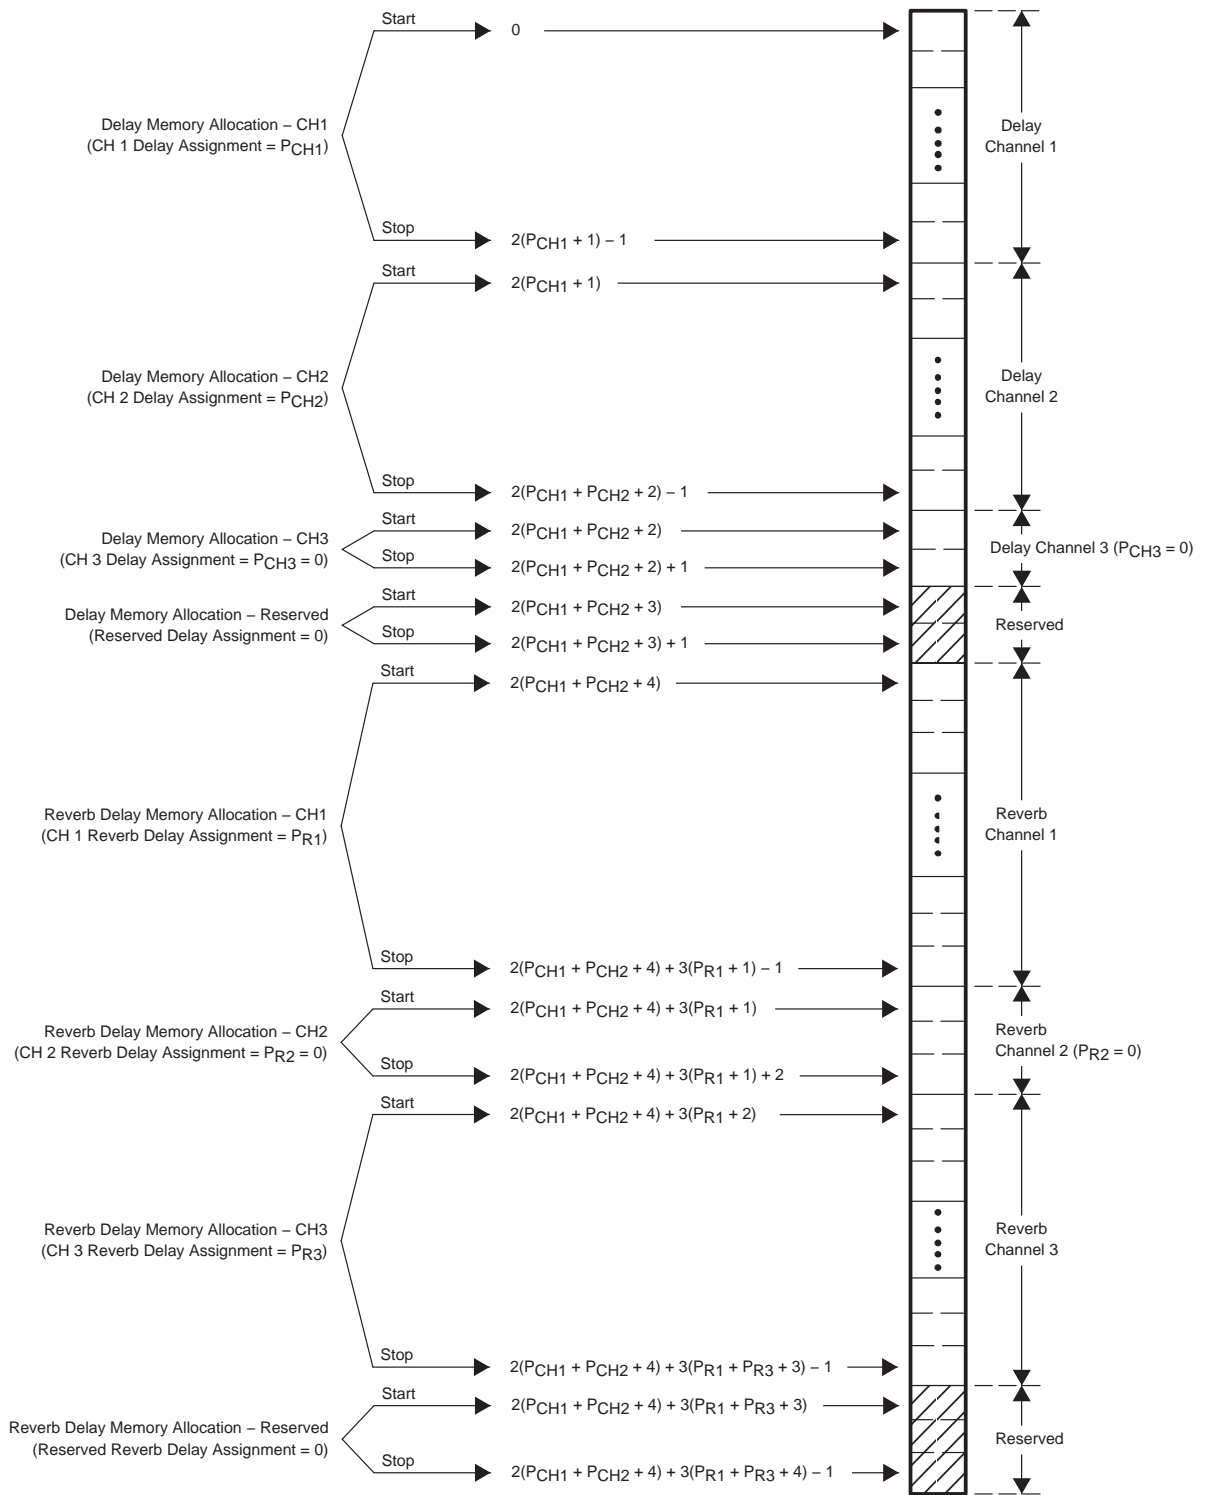 Start
0
Delay Memory Allocation – CH1
(CH 1 Delay Assignment = PCH1)
Delay
Channel 1
Stop
2(PCH1 + 1) – 1
Start
2(PCH1 + 1)
Delay Memory Allocation – CH2
(CH 2 Delay Assignment = PCH2)
Delay
Channel 2
Stop
2(PCH1 + PCH2 + 2) – 1
Start
2(PCH1 + PCH2 + 2)
Delay Memory Allocation – CH3
(CH 3 Delay Assignment = PCH3 = 0)
Delay Channel 3 (PCH3 = 0)
Stop
2(PCH1 + PCH2 + 2) + 1
Start
2(PCH1 + PCH2 + 3)
Delay Memory Allocation – Reserved
(Reserved Delay Assignment = 0)
Reserved
Stop
2(PCH1 + PCH2 + 3) + 1
Start
2(PCH1 + PCH2 + 4)
Reverb Delay Memory Allocation – CH1
(CH 1 Reverb Delay Assignment = PR1)
Reverb
Channel 1
Stop
2(PCH1 + PCH2 + 4) + 3(PR1 + 1) – 1
Start
2(PCH1 + PCH2 + 4) + 3(PR1 + 1)
Reverb Delay Memory Allocation – CH2
(CH 2 Reverb Delay Assignment = PR2 = 0)
Reverb
Channel 2 (PR2 = 0)
Stop
2(PCH1 + PCH2 + 4) + 3(PR1 + 1) + 2
Start
2(PCH1 + PCH2 + 4) + 3(PR1 + 2)
Reverb Delay Memory Allocation – CH3
(CH 3 Reverb Delay Assignment = PR3)
Reverb
Channel 3
Stop
2(PCH1 + PCH2 + 4) + 3(PR1 + PR3 + 3) – 1
Start
2(PCH1 + PCH2 + 4) + 3(PR1 + PR3 + 3)
Reverb Delay Memory Allocation – Reserved
(Reserved Reverb Delay Assignment = 0)
Reserved
Stop
2(PCH1 + PCH2 + 4) + 3(PR1 + PR3 + 4) – 1